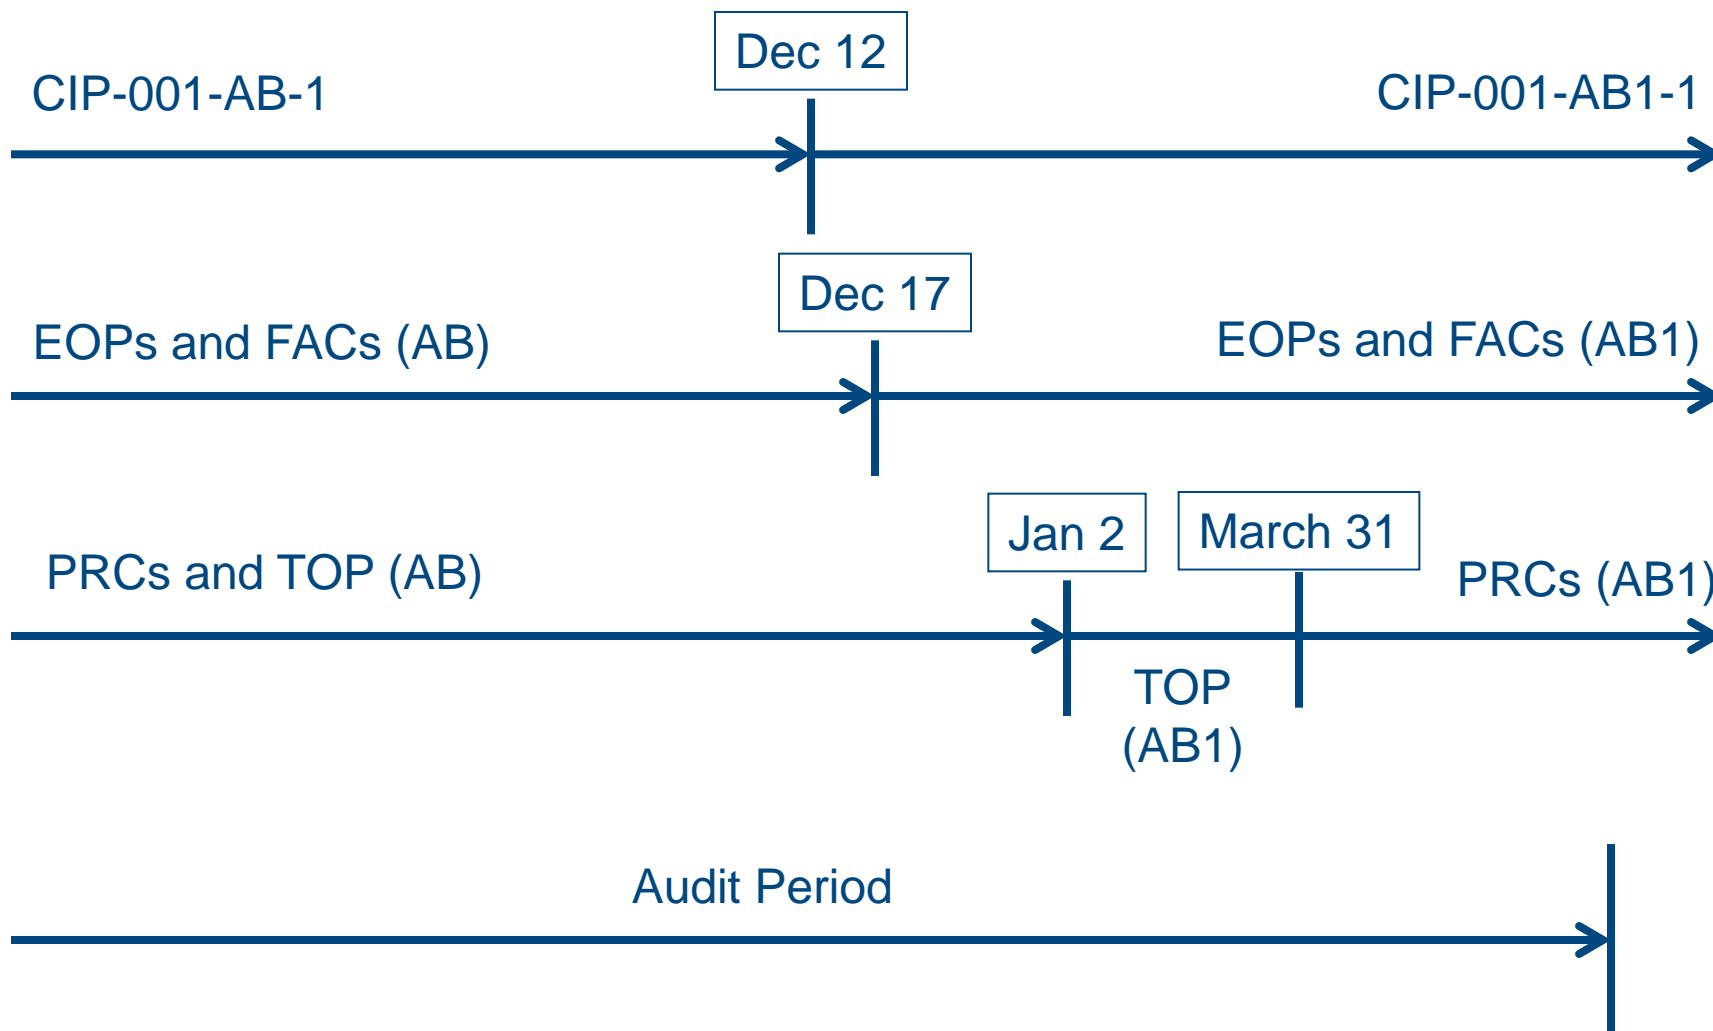 Dec 12
CIP-001-AB-1
CIP-001-AB1-1
Dec 17
EOPs and FACs (AB)
EOPs and FACs (AB1)
Jan 2
March 31
PRCs and TOP (AB)
PRCs (AB1)
TOP
(AB1)
Audit Period